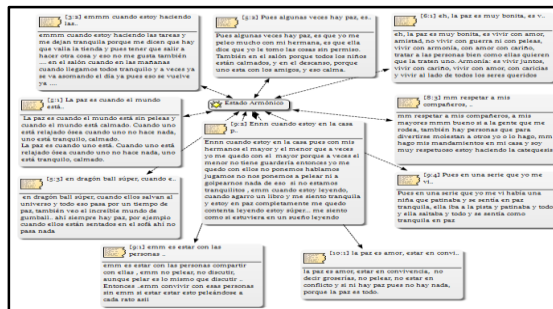 [3:2] emmm cuando estoy haciendo
las..
emmm cuando estoy haciendo las tareas y
me dejan tranquila porque me dicen que hay
que valla la tienda y pues tener que salir a
hacer otra cosa y eso no me gusta también
.... en el salón cuando en las mañanas
cuando llegamos todos tranquilo y a veces ya
se va asomando el día ya pues eso se vuelve
ya ....
[5:2] Pues algunas veces hay paz, es..
Pues algunas veces hay paz, es que yo me
peleo mucho con mi hermana, es que ella
dice que yo le tomo las cosas sin permiso.
También en el salón porque todos los niños
están calmados, y en el descanso, porque
uno esta con los amigos, y eso calma.
[6:1] eh, la paz es muy bonita, es v..
eh, la paz es muy bonita, es vivir con amor,
amistad, no vivir con guerra ni con peleas,
vivir con armonía, con amor con cariño,
tratar a las personas bien como ellas quieren
que la traten uno. Armonía: es vivir juntos,
vivir con cariño, vivir con amor, con caricias
y vivir al lado de todos los seres queridos
[2:1] La paz es cuando el mundo
está..
La paz es cuando el mundo está sin peleas y
cuando el mundo está calmado. Cuando uno
está relajado ósea cuando uno no hace nada,
uno está tranquilo, calmado.
La paz es cuando uno está. Cuando uno está
relajado ósea cuando uno no hace nada, uno
está tranquilo, calmado.
Estado Armónico
[8:3] mm respetar a mis
compañeros, ..
mm respetar a mis compañeros, a mis
mayores mmm bueno si a la gente que me
rodea, también hay personas que para
divertirse molestan a otros yo si lo hago, mm
hago mis mandamientos en mi casa y soy
muy respetuoso estoy haciendo la catequesis
[9:2] Ennn cuando estoy en la casa
p..
Ennn cuando estoy en la casa pues con mis
hermanos el mayor y el menor que a veces
yo me quedo con el mayor porque a veces el
menor no tiene guardería entonces yo me
quedo con ellos no ponemos hablamos
jugamos no nos ponemos a pelear ni a
golpearnos nada de eso si no estamos
tranquilitos , emm cuando estoy leyendo,
cuando agarro un libro y me siento tranquila
y estoy en paz completamente me quedo
contenta leyendo estoy súper... me siento
como si estuviera en un sueño leyendo
[5:3] en dragón ball súper, cuando e..
en dragón ball súper, cuando ellos salvan al
universo y todo eso pasa por un tiempo de
paz, también veo el increíble mundo de
gumball.. ahí siempre hay paz, por ejemplo
cuando ellos están sentados en el sofá ahí no
pasa nada
[9:4] Pues en una serie que yo me
vi..
Pues en una serie que yo me vi había una
niña que patinaba y se sentía en paz
tranquila, ella iba a la pista y patinaba y todo
y ella saltaba y todo y se sentía como
tranquila en paz
[9:1] emm es estar con las
personas ..
emm es estar con las personas compartir
con ellas , emm no pelear, no discutir,
aunque pelar es lo mismo que discutir ..
Entonces .emm convivir con esas personas
sin emm si estar estar esto peleándose a
cada rato asii
[10:1] la paz es amor, estar en convi..
la paz es amor, estar en convivencia, no
decir groserías, no pelear, no estar en
conflicto y si ni hay paz pues no hay nada,
porque la paz es todo.